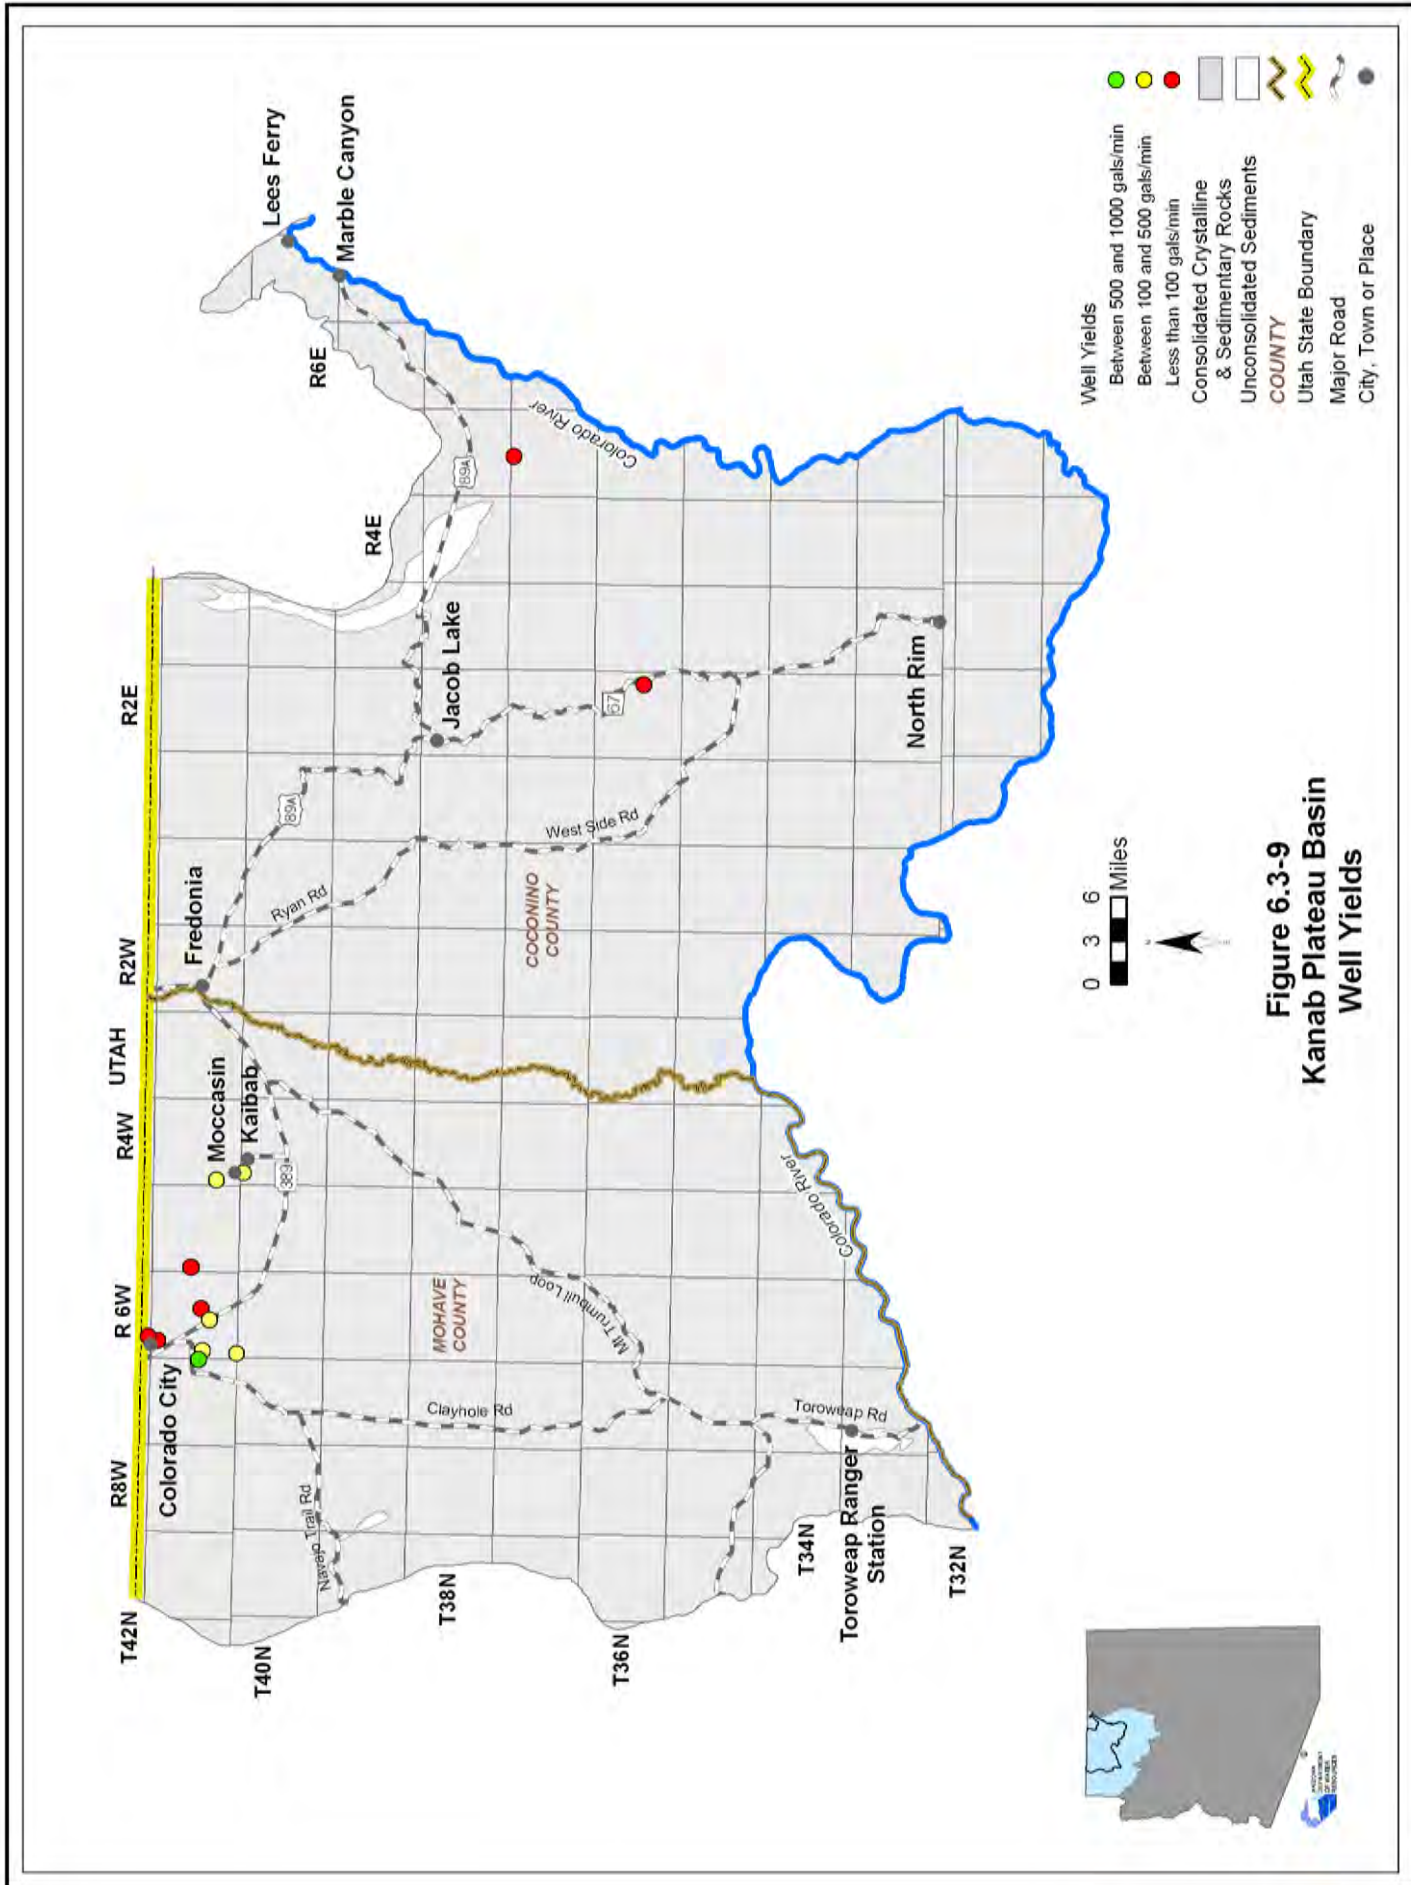 R8W
R 6W
R4W
UTAH
R2W
R2E
R4E
R6E
T42N
T40N
T38N
T36N
T34N
T32N
Lees Ferry
Marble Canyon
Colorado City
Moccasin
Kaibab
Fredonia
Jacob Lake
North Rim
Toroweap Ranger
Station
389
89A
89A
67
Ryan Rd
West Side Rd
Navajo Trail Rd
Clayhole Rd
Mt Trumbull Loop
Toroweap Rd
Colorado River
Colorado River
MOHAVE
COUNTY
COCONINO
COUNTY
Well Yields
Between 500 and 1000 gals/min
Between 100 and 500 gals/min
Less than 100 gals/min
Consolidated Crystalline
& Sedimentary Rocks
Unconsolidated Sediments
COUNTY
Utah State Boundary
Major Road
City, Town or Place
0 3 6
Miles
Figure 6.3-9
Kanab Plateau Basin
Well Yields
ARIZONA
DEPARTMENT
OF WATER
RESOURCES